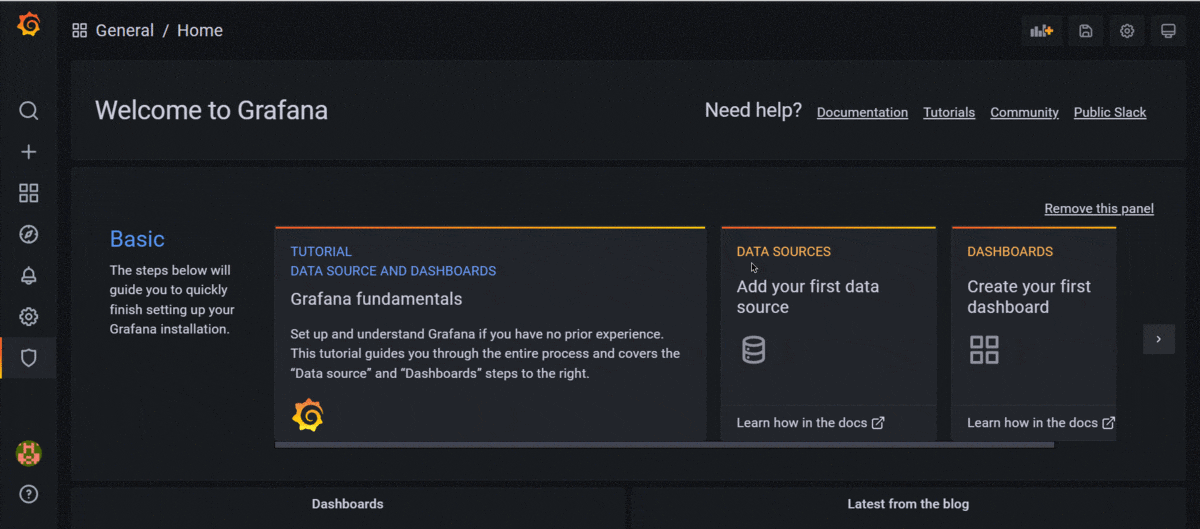 General / Home
Welcome to Grafana
Need help? Documentation Tutorials Community Public Slack
Remove this panel
Basic
The steps below will
guide you to quickly
finish setting up your
Grafana installation.
TUTORIAL
DATA SOURCE AND DASHBOARDS
Grafana fundamentals
Set up and understand Grafana if you have no prior experience.
This tutorial guides you through the entire process and covers the
“Data source” and “Dashboards” steps to the right.
DATA SOURCES
Add your first data
source
Learn how in the docs
DASHBOARDS
Create your first
dashboard
Learn how in the docs
Dashboards
Latest from the blog